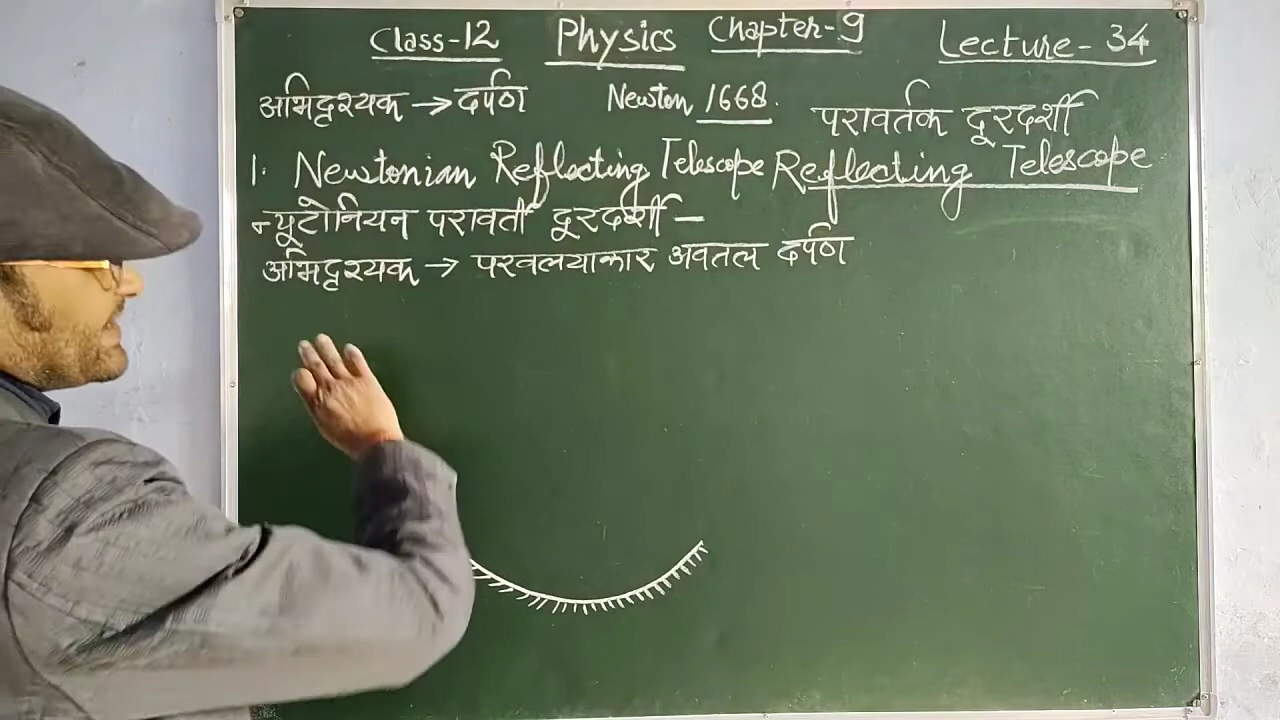 Class-12 Physics Chapter-9 Lecture-34
अभिदृश्यक → दर्पण Newton 1668. परावर्तक दूरदर्शी
1. Newtonian Reflecting Telescope Reflecting Telescope
न्यूटोनियन परावर्ती दूरदर्शी –
अभिदृश्यक → परवलयाकार अवतल दर्पण